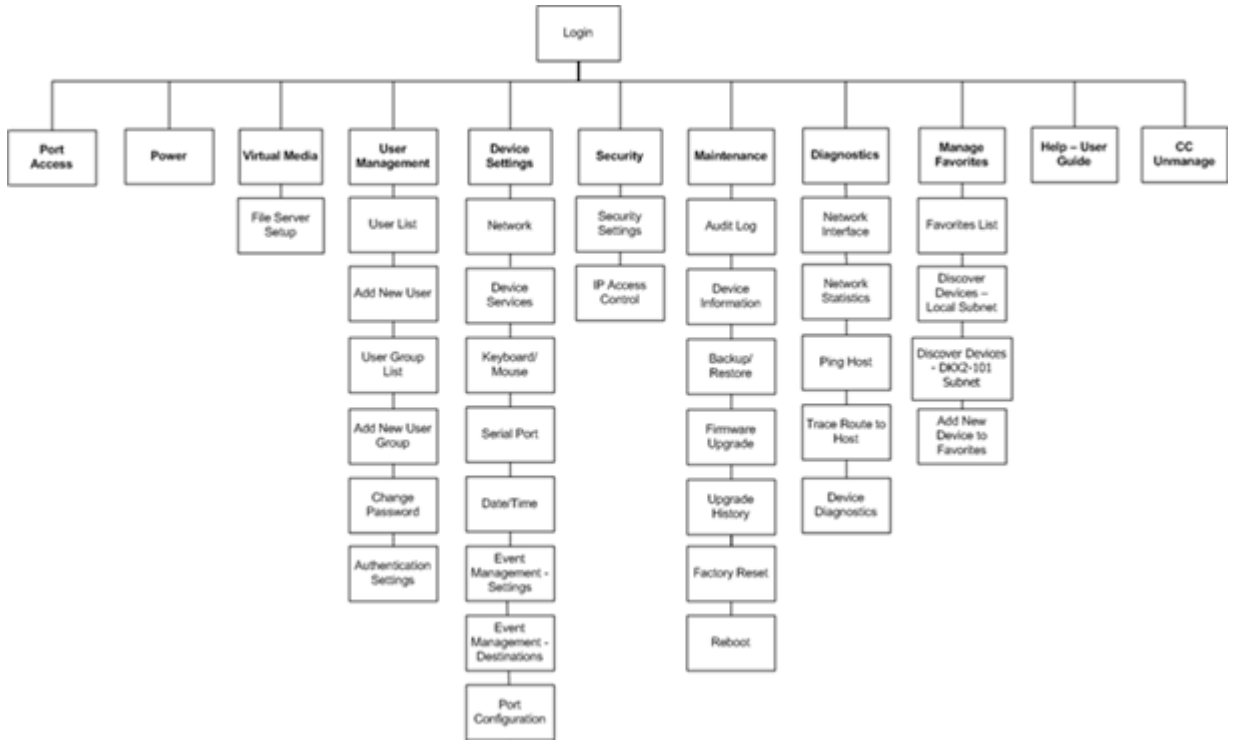 Login
Port
Access
Power
Virtual Media
User
Management
Device
Settings
Security
Maintenance
Diagnostics
Manage
Favorites
Help – User
Guide
CC
Unmanage
File Server
Setup
User List
Add New User
User Group
List
Add New User
Group
Change
Password
Authentication
Settings
Network
Device
Services
Keyboard/
Mouse
Serial Port
Date/Time
Event
Management -
Settings
Event
Management -
Destinations
Port
Configuration
Security
Settings
IP Access
Control
Audit Log
Device
Information
Backup/
Restore
Firmware
Upgrade
Upgrade
History
Factory Reset
Reboot
Network
Interface
Network
Statistics
Ping Host
Trace Route to
Host
Device
Diagnostics
Favorites List
Discover
Devices –
Local Subnet
Discover Devices
- DKX2-101
Subnet
Add New
Device to
Favorites